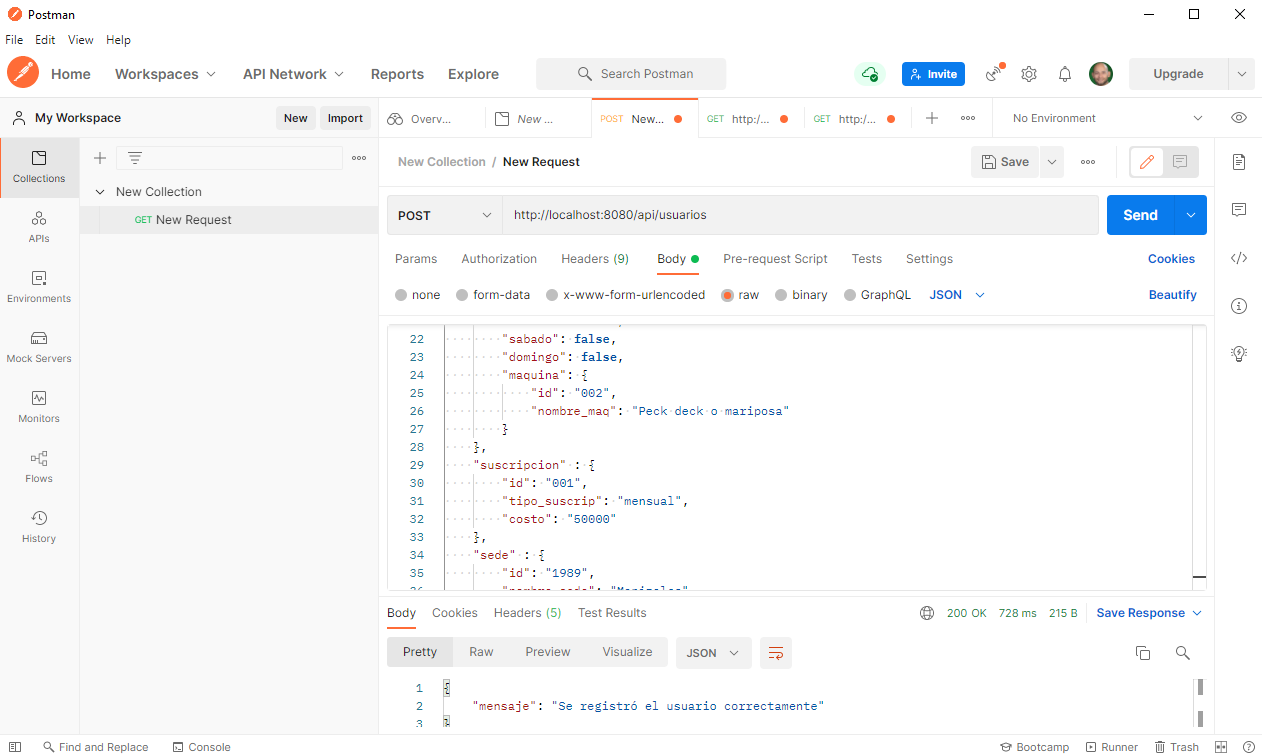 Postman
File Edit View Help
Home Workspaces API Network Reports Explore Search Postman Invite Upgrade
My Workspace New Import Overv... New ... POST New... GET http:/... GET http:/... No Environment
Collections
APIs
Environments
Mock Servers
Monitors
Flows
History
New Collection
GET New Request
New Collection / New Request Save
POST http://localhost:8080/api/usuarios Send
Params Authorization Headers (9) Body Pre-request Script Tests Settings Cookies
none form-data x-www-form-urlencoded raw binary GraphQL JSON Beautify
22 "sabado": false,
23 "domingo": false,
24 "maquina": {
25 "id": "002",
26 "nombre_maq": "Peck deck o mariposa"
27 }
28 },
29 "suscripcion" : {
30 "id": "001",
31 "tipo_suscrip": "mensual",
32 "costo": "50000"
33 },
34 "sede" : {
35 "id": "1989",
Body Cookies Headers (5) Test Results 200 OK 728 ms 215 B Save Response
Pretty Raw Preview Visualize JSON
1 {
2 "mensaje": "Se registró el usuario correctamente"
3 }
Find and Replace Console Bootcamp Runner Trash